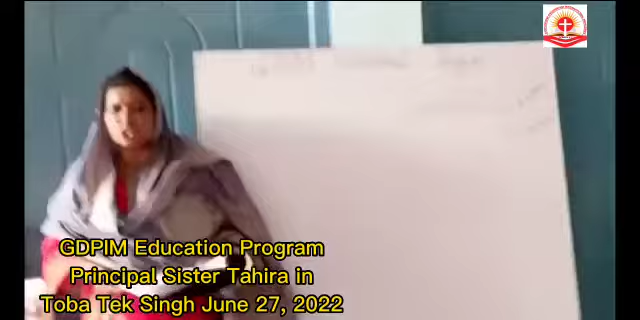 GDPIM Education Program
Principal Sister Tahira in
Toba Tek Singh June 27, 2022